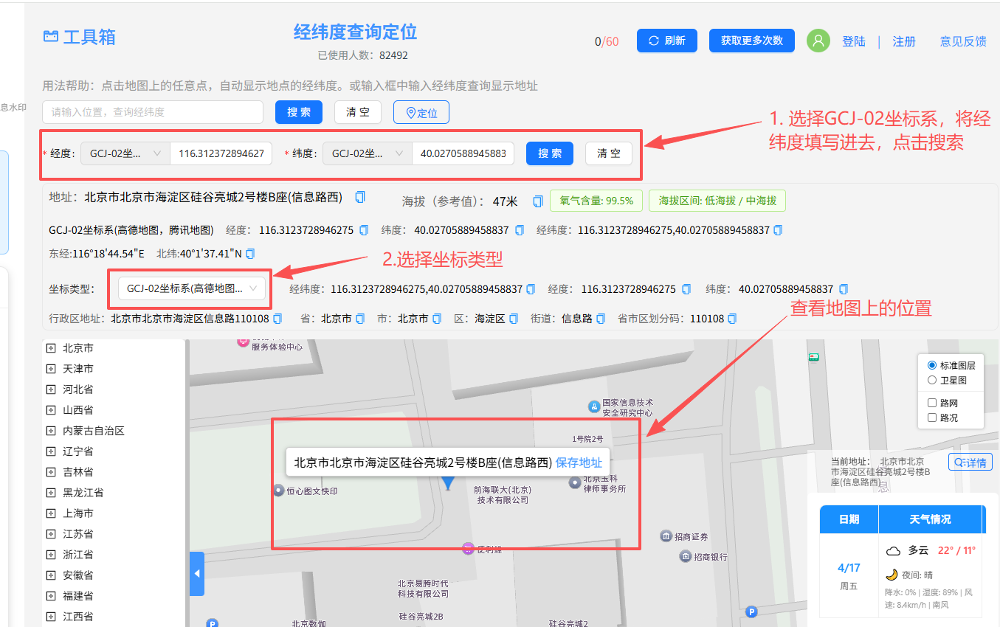 工具箱
经纬度查询定位
已使用人数：82492
0/60
刷新
获取更多次数
登陆 | 注册
意见反馈
用法帮助：点击地图上的任意点，自动显示地点的经纬度。或输入框中输入经纬度查询显示地址
息水印
请输入位置，查询经纬度
搜 索
清 空
定位
1. 选择GCJ-02坐标系，将经
纬度填写进去，点击搜索
* 经度： GCJ-02坐... 116.312372894627 * 纬度： GCJ-02坐... 40.0270588945883 搜 索 清 空
地址：北京市北京市海淀区硅谷亮城2号楼B座(信息路西) 海拔（参考值）： 47米 氧气含量: 99.5% 海拔区间: 低海拔 / 中海拔
GCJ-02坐标系(高德地图，腾讯地图) 经度： 116.3123728946275 纬度： 40.02705889458837 经纬度：116.3123728946275,40.02705889458837
东经:116°18'44.54"E 北纬:40°1'37.41"N
2.选择坐标类型
坐标类型： GCJ-02坐标系(高德地图... 经纬度：116.3123728946275,40.02705889458837 经度： 116.3123728946275 纬度： 40.02705889458837
查看地图上的位置
行政区地址：北京市北京市海淀区信息路110108 省：北京市 市：北京市 区：海淀区 街道：信息路 省市区划分码：110108
北京市
天津市
河北省
山西省
内蒙古自治区
辽宁省
吉林省
黑龙江省
上海市
江苏省
浙江省
安徽省
福建省
江西省
服务体验中心
国家信息技术
安全研究中心
1号院2号
北京市北京市海淀区硅谷亮城2号楼B座(信息路西) 保存地址
恒心图文快印
前海联大(北京)
技术有限公司
北京玉科
律师事务所
便利蜂
招商证券
招商银行
北京易腾时代
科技有限公司
硅谷亮城2B
北京数伽
硅谷亮城2
P
P
标准图层
卫星图
路网
路况
当前地址： 北京市北京
市海淀区硅谷亮城2号楼B
座(信息路西)
息
详情
日期 天气情况
4/17
周五
多云 22° / 11°
夜间: 晴
降水: 0% | 湿度: 89% | 风
速: 8.4km/h | 南风